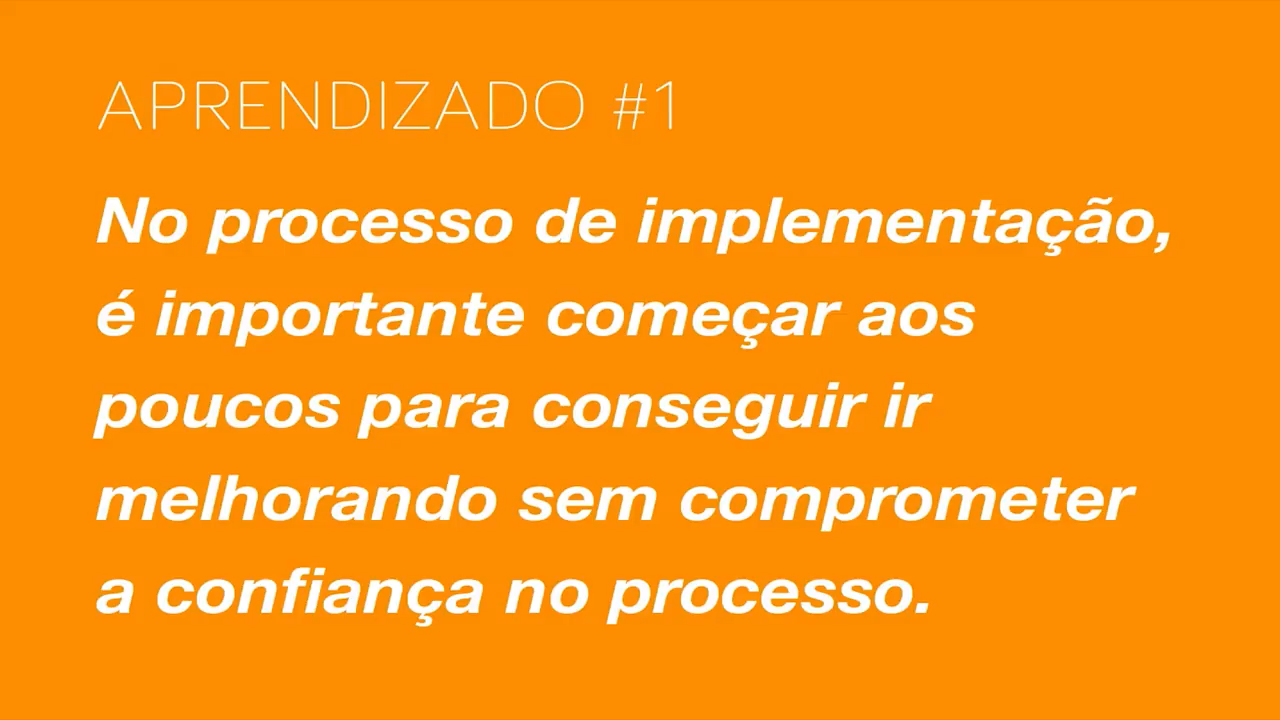 APRENDIZADO #1
No processo de implementação,
é importante começar aos
poucos para conseguir ir
melhorando sem comprometer
a confiança no processo.